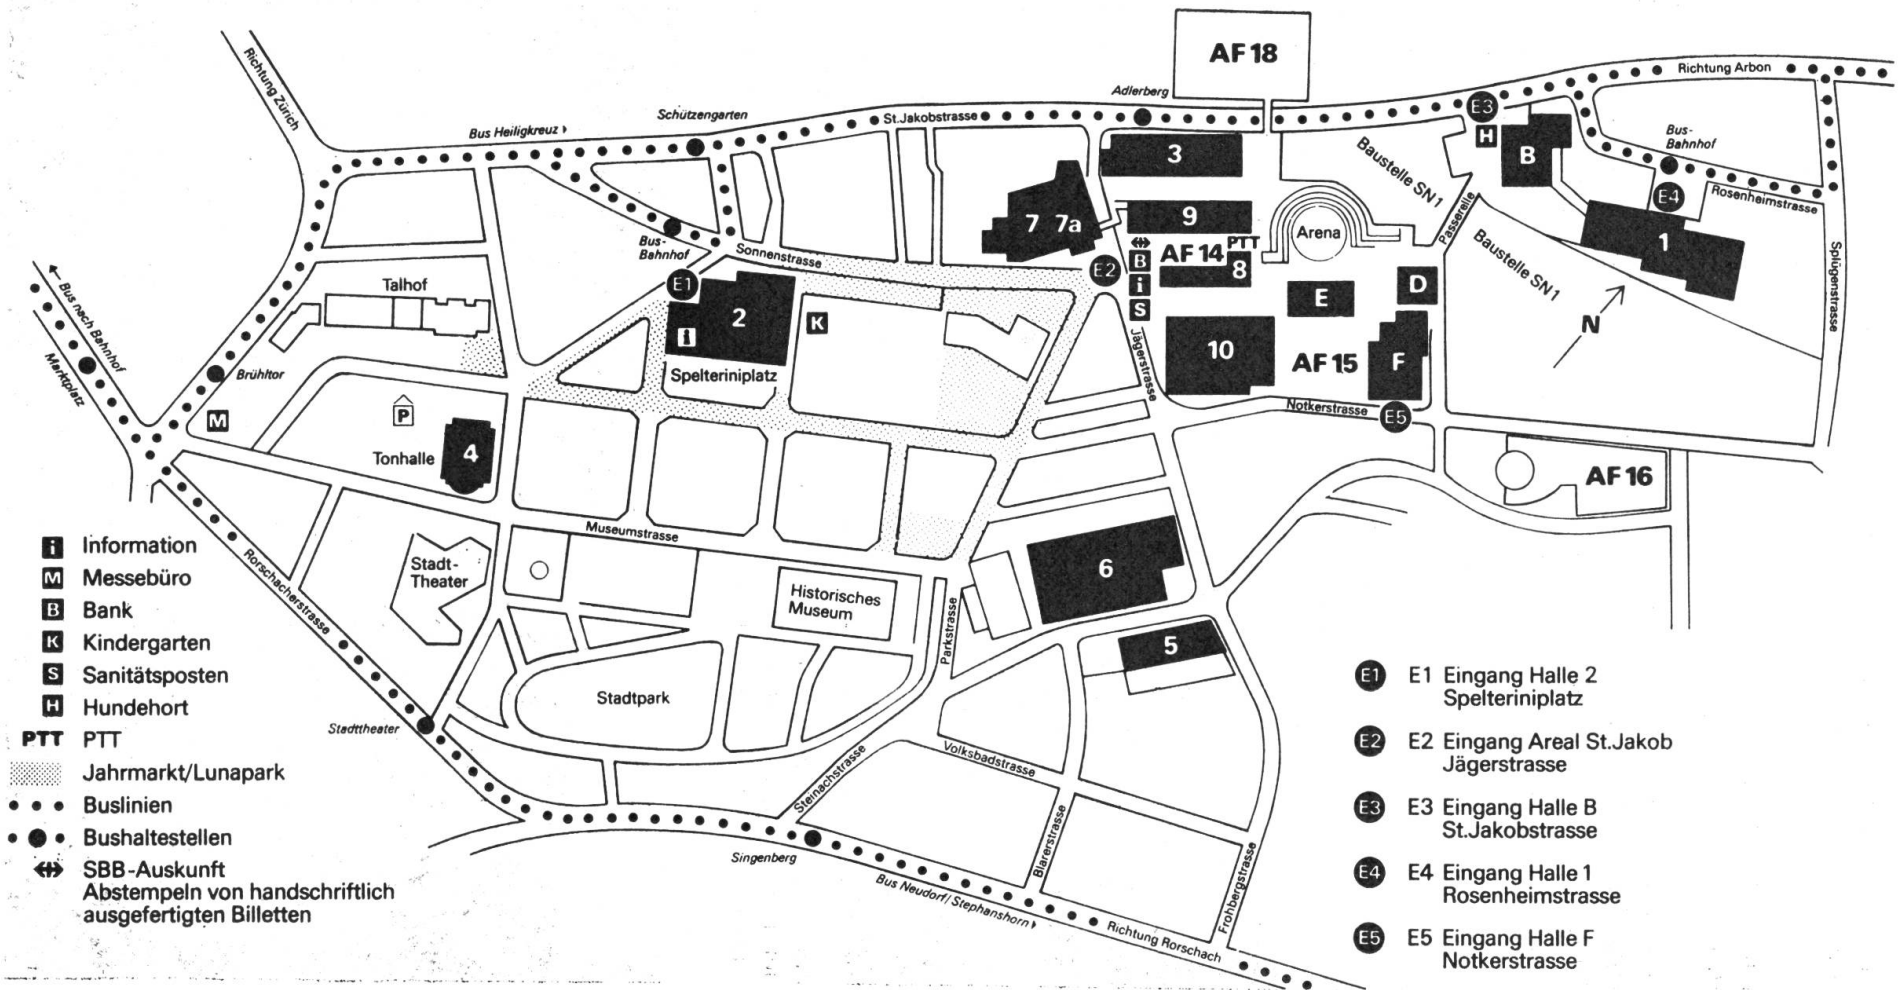 AF 18
Richtung Zürich
Richtung Arbon
Adlerberg
E3
Schützengarten
St.Jakobstrasse
Bus Heiligkreuz
H
B
Bus-
Bahnhof
3
Baustelle SN1
E4
Rosenheimstrasse
7 7a
9
Passerelle
Arena
1
Bus-
Bahnhof
Sonnenstrasse
PTT
AF 14
8
B
E2
i
S
Baustelle SN1
Splügenstrasse
Bus nach Bahnhof
Marktplatz
Talhof
E1
2
K
i
E
D
N
Jägerstrasse
10
AF 15
F
Brühltor
Spelteriniplatz
P
M
Notkerstrasse
E5
Tonhalle
4
AF 16
Museumstrasse
Rorschacherstrasse
Stadt-
Theater
6
Historisches
Museum
Parkstrasse
5
Stadtpark
Stadttheater
Volksbadstrasse
Steinachstrasse
Blarerstrasse
Frohbergstrasse
Singenberg
Bus Neudorf/Stephanshorn
Richtung Rorschach
i Information
M Messebüro
B Bank
K Kindergarten
S Sanitätsposten
H Hundehort
PTT PTT
Jahrmarkt/Lunapark
Buslinien
Bushaltestellen
SBB-Auskunft
Abstempeln von handschriftlich
ausgefertigten Billetten
E1 E1 Eingang Halle 2
Spelteriniplatz
E2 E2 Eingang Areal St.Jakob
Jägerstrasse
E3 E3 Eingang Halle B
St.Jakobstrasse
E4 E4 Eingang Halle 1
Rosenheimstrasse
E5 E5 Eingang Halle F
Notkerstrasse